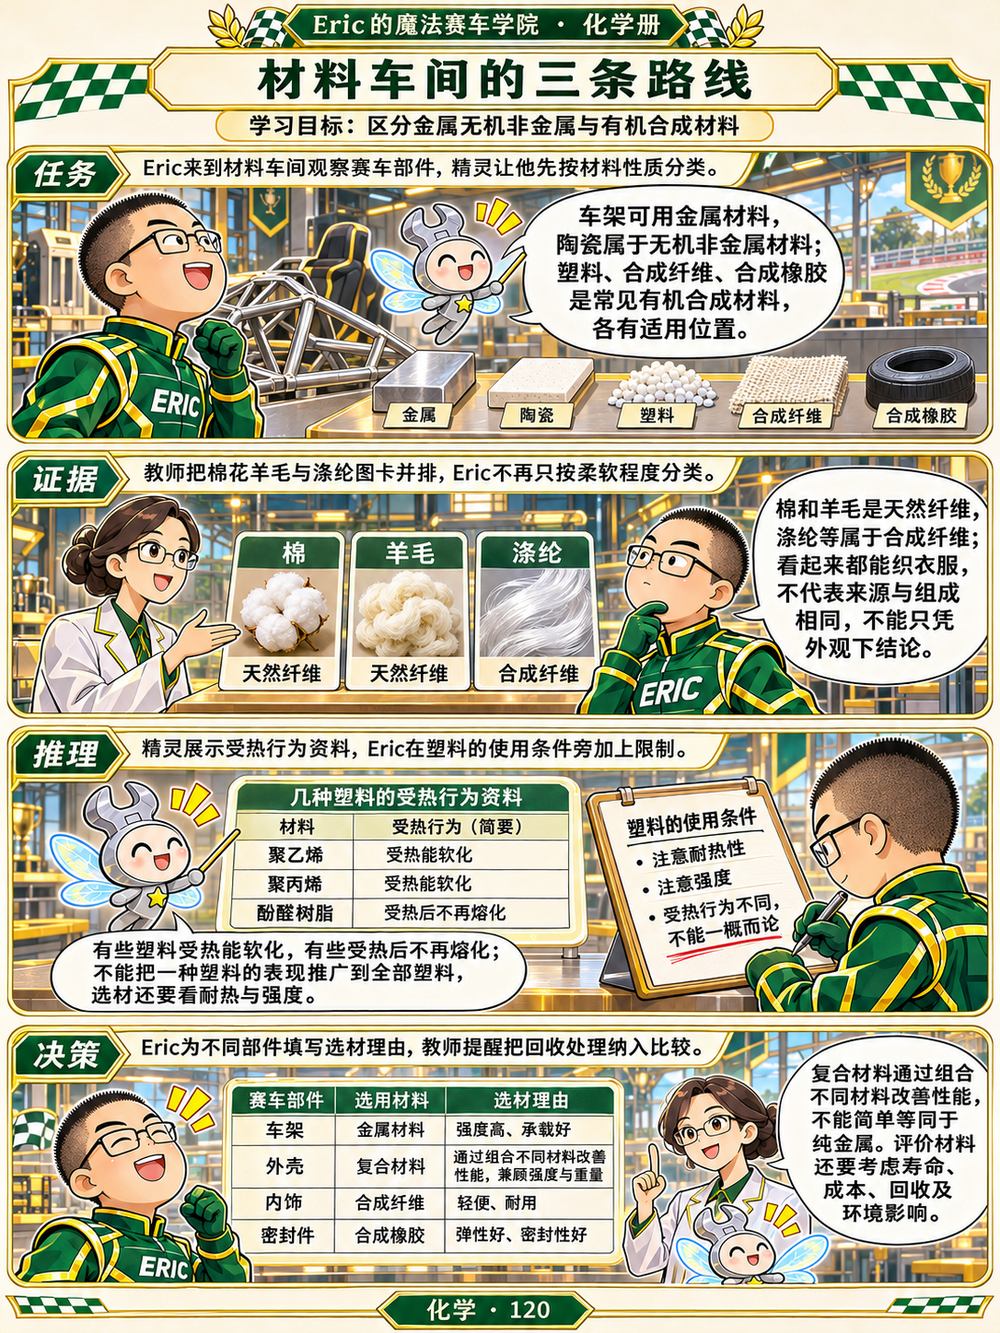 Eric的魔法赛车学院 · 化学册
材料车间的三条路线
学习目标：区分金属无机非金属与有机合成材料
任务
Eric来到材料车间观察赛车部件，精灵让他先按材料性质分类。
车架可用金属材料，
陶瓷属于无机非金属材料；
塑料、合成纤维、合成橡胶
是常见有机合成材料，
各有适用位置。
ERIC
金属
陶瓷
塑料
合成纤维
合成橡胶
证据
教师把棉花羊毛与涤纶图卡并排，Eric不再只按柔软程度分类。
棉
羊毛
涤纶
天然纤维
天然纤维
合成纤维
ERIC
棉和羊毛是天然纤维，
涤纶等属于合成纤维；
看起来都能织衣服，
不代表来源与组成
相同，不能只凭
外观下结论。
推理
精灵展示受热行为资料，Eric在塑料的使用条件旁加上限制。
几种塑料的受热行为资料
材料 受热行为（简要）
聚乙烯 受热能软化
聚丙烯 受热能软化
酚醛树脂 受热后不再熔化
有些塑料受热能软化，有些受热后不再熔化；
不能把一种塑料的表现推广到全部塑料，
选材还要看耐热与强度。
塑料的使用条件
• 注意耐热性
• 注意强度
• 受热行为不同，
不能一概而论
决策
Eric为不同部件填写选材理由，教师提醒把回收处理纳入比较。
ERIC
赛车部件 选用材料 选材理由
车架 金属材料 强度高、承载好
外壳 复合材料 通过组合不同材料改善
性能，兼顾强度与重量
内饰 合成纤维 轻便、耐用
密封件 合成橡胶 弹性好、密封性好
复合材料通过组合
不同材料改善性能，
不能简单等同于
纯金属。评价材料
还要考虑寿命、
成本、回收及
环境影响。
化学 · 120